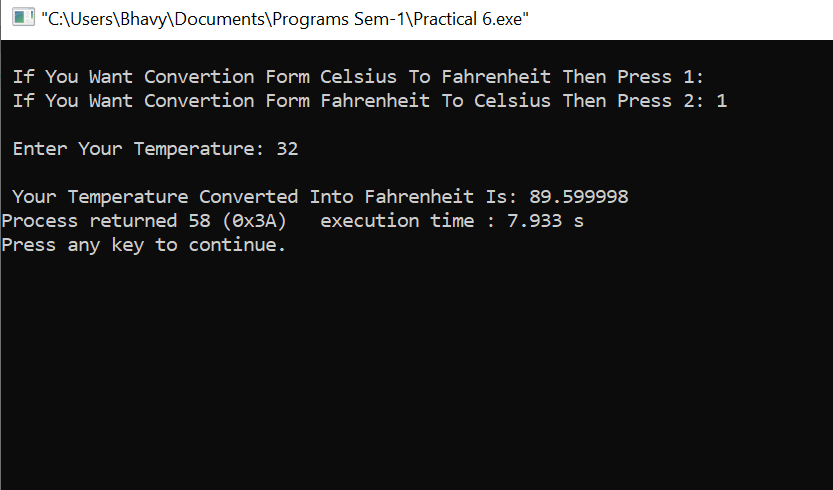 "C:\Users\Bhavy\Documents\Programs Sem-1\Practical 6.exe"
If You Want Convertion Form Celsius To Fahrenheit Then Press 1:
If You Want Convertion Form Fahrenheit To Celsius Then Press 2: 1
Enter Your Temperature: 32
Your Temperature Converted Into Fahrenheit Is: 89.599998
Process returned 58 (0x3A)   execution time : 7.933 s
Press any key to continue.